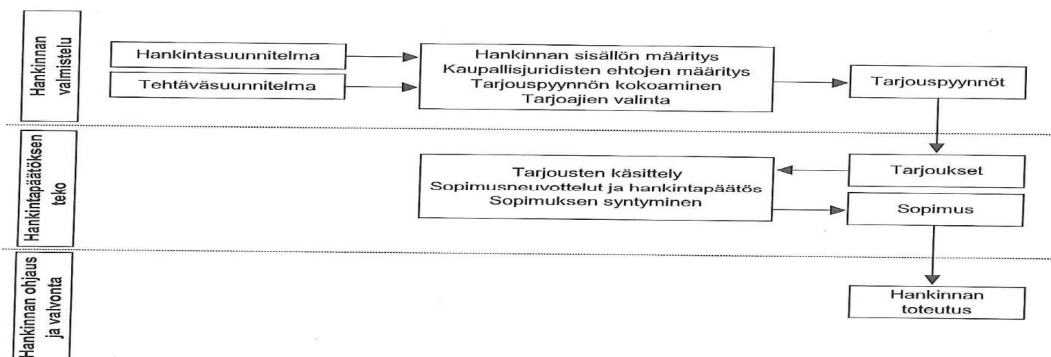 Hankinnan
valmistelu
Hankintasuunnitelma
Tehtäväsuunnitelma
Hankinnan sisällön määritys
Kaupallisjuridisten ehtojen määritys
Tarjouspyynnön kokoaminen
Tarjoajien valinta
Tarjouspyynnöt
Hankintapäätöksen
teko
Tarjousten käsittely
Sopimusneuvottelut ja hankintapäätös
Sopimuksen syntyminen
Tarjoukset
Sopimus
Hankinnan ohjaus
ja valvonta
Hankinnan
toteutus